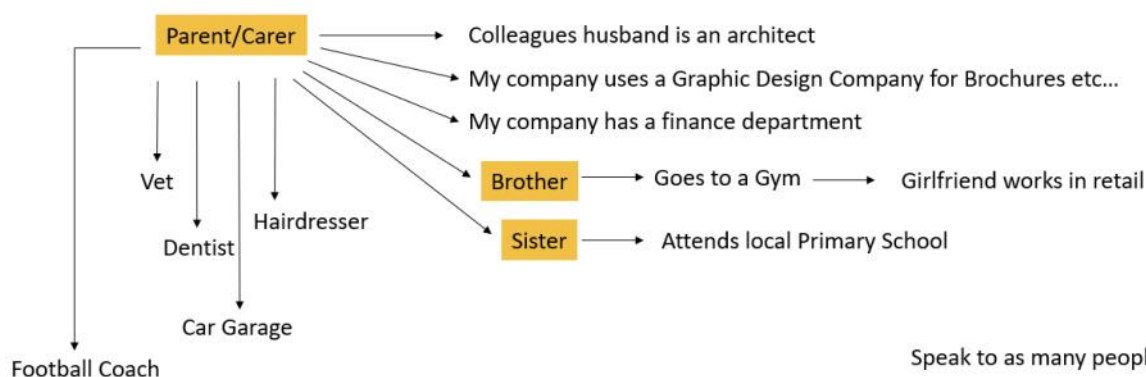 Parent/Carer
Colleagues husband is an architect
My company uses a Graphic Design Company for Brochures etc...
My company has a finance department
Brother
Goes to a Gym
Girlfriend works in retail
Vet
Hairdresser
Sister
Attends local Primary School
Dentist
Car Garage
Football Coach
Speak to as many